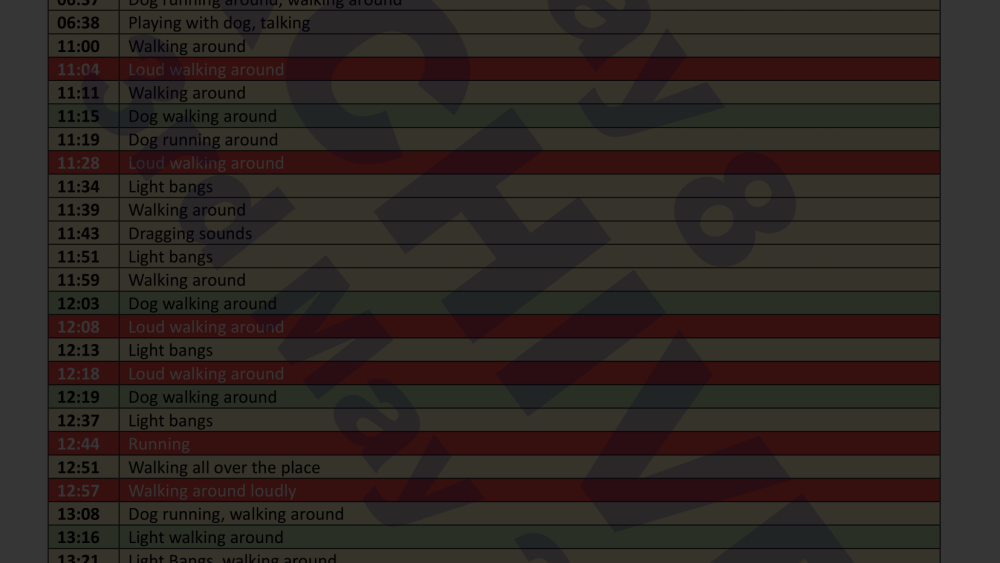 06:37 Dog running around, walking around
06:38 Playing with dog, talking
11:00 Walking around
11:04 Loud walking around
11:11 Walking around
11:15 Dog walking around
11:19 Dog running around
11:28 Loud walking around
11:34 Light bangs
11:39 Walking around
11:43 Dragging sounds
11:51 Light bangs
11:59 Walking around
12:03 Dog walking around
12:08 Loud walking around
12:13 Light bangs
12:18 Loud walking around
12:19 Dog walking around
12:37 Light bangs
12:44 Running
12:51 Walking all over the place
12:57 Walking around loudly
13:08 Dog running, walking around
13:16 Light walking around
13:21 Light Bangs, walking around